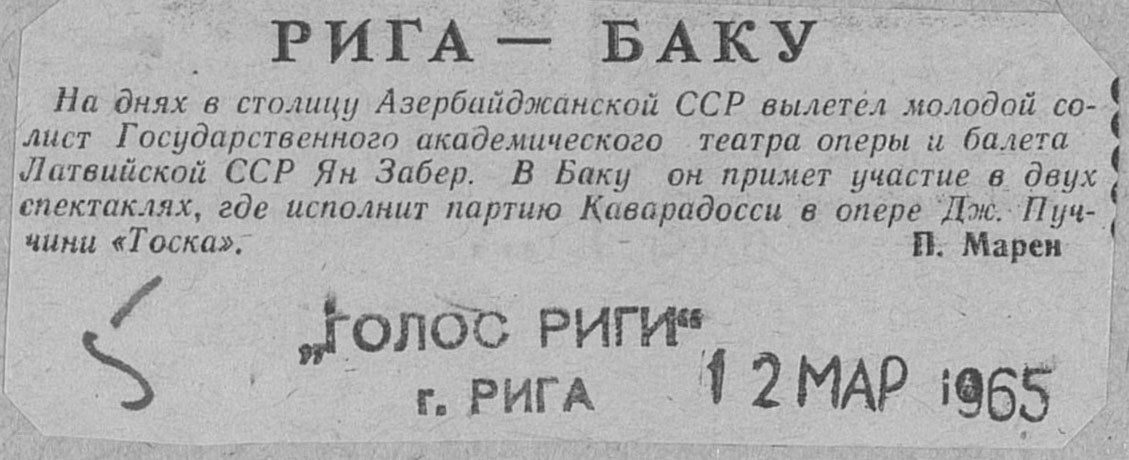 РИГА — БАКУ
На днях в столицу Азербайджанской ССР вылетел молодой со-
лист Государственного академического театра оперы и балета
Латвийской ССР Ян Забер. В Баку он примет участие в двух
спектаклях, где исполнит партию Каварадосси в опере Дж. Пуч-
чини «Тоска».
П. Марен
„ГОЛОС РИГИ“
г. РИГА
12 МАР 1965